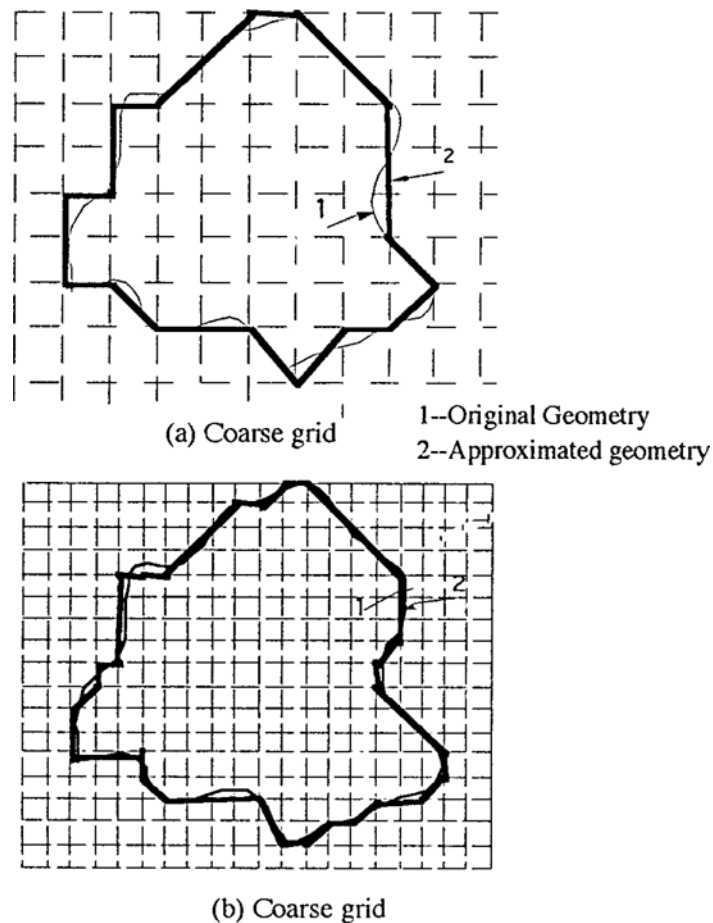 2
1
(a) Coarse grid
1--Original Geometry
2--Approximated geometry
1
2
(b) Coarse grid